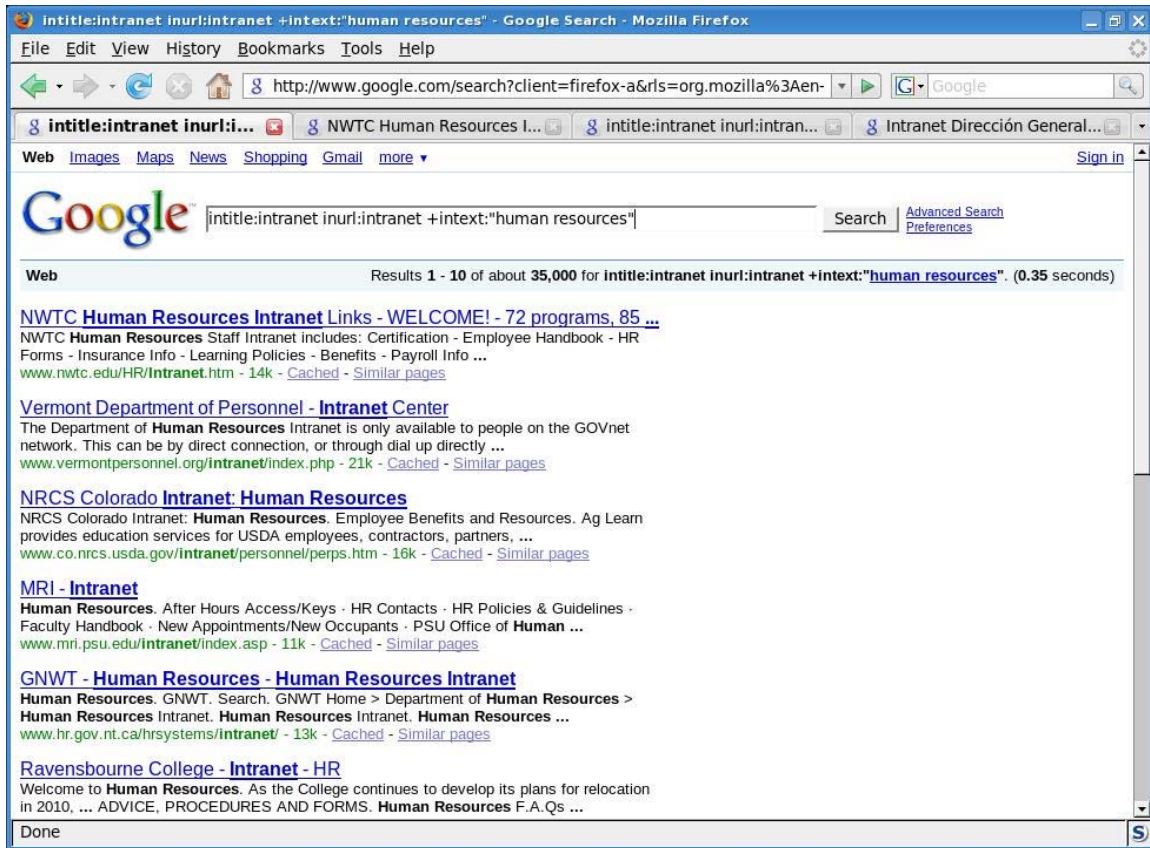 intitle:intranet inurl:intranet +intext:"human resources" - Google Search - Mozilla Firefox
File Edit View History Bookmarks Tools Help
http://www.google.com/search?client=firefox-a&rls=org.mozilla%3Aen- G Google
intitle:intranet inurl:i... NWTC Human Resources I... intitle:intranet inurl:intran... Intranet Dirección General...
Web Images Maps News Shopping Gmail more Sign in
Google intitle:intranet inurl:intranet +intext:"human resources" Search Advanced Search
Preferences
Web Results 1 - 10 of about 35,000 for intitle:intranet inurl:intranet +intext:"human resources". (0.35 seconds)
NWTC Human Resources Intranet Links - WELCOME! - 72 programs, 85 ...
NWTC Human Resources Staff Intranet includes: Certification - Employee Handbook - HR
Forms - Insurance Info - Learning Policies - Benefits - Payroll Info ...
www.nwtc.edu/HR/Intranet.htm - 14k - Cached - Similar pages
Vermont Department of Personnel - Intranet Center
The Department of Human Resources Intranet is only available to people on the GOVnet
network. This can be by direct connection, or through dial up directly ...
www.vermontpersonnel.org/intranet/index.php - 21k - Cached - Similar pages
NRCS Colorado Intranet: Human Resources
NRCS Colorado Intranet: Human Resources. Employee Benefits and Resources. Ag Learn
provides education services for USDA employees, contractors, partners, ...
www.co.nrcs.usda.gov/intranet/personnel/perps.htm - 16k - Cached - Similar pages
MRI - Intranet
Human Resources. After Hours Access/Keys · HR Contacts · HR Policies & Guidelines ·
Faculty Handbook · New Appointments/New Occupants · PSU Office of Human ...
www.mri.psu.edu/intranet/index.asp - 11k - Cached - Similar pages
GNWT - Human Resources - Human Resources Intranet
Human Resources. GNWT. Search. GNWT Home > Department of Human Resources >
Human Resources Intranet. Human Resources Intranet. Human Resources ...
www.hr.gov.nt.ca/hrsystems/intranet/ - 13k - Cached - Similar pages
Ravensbourne College - Intranet - HR
Welcome to Human Resources. As the College continues to develop its plans for relocation
in 2010, ... ADVICE, PROCEDURES AND FORMS. Human Resources F.A.Qs ...
Done